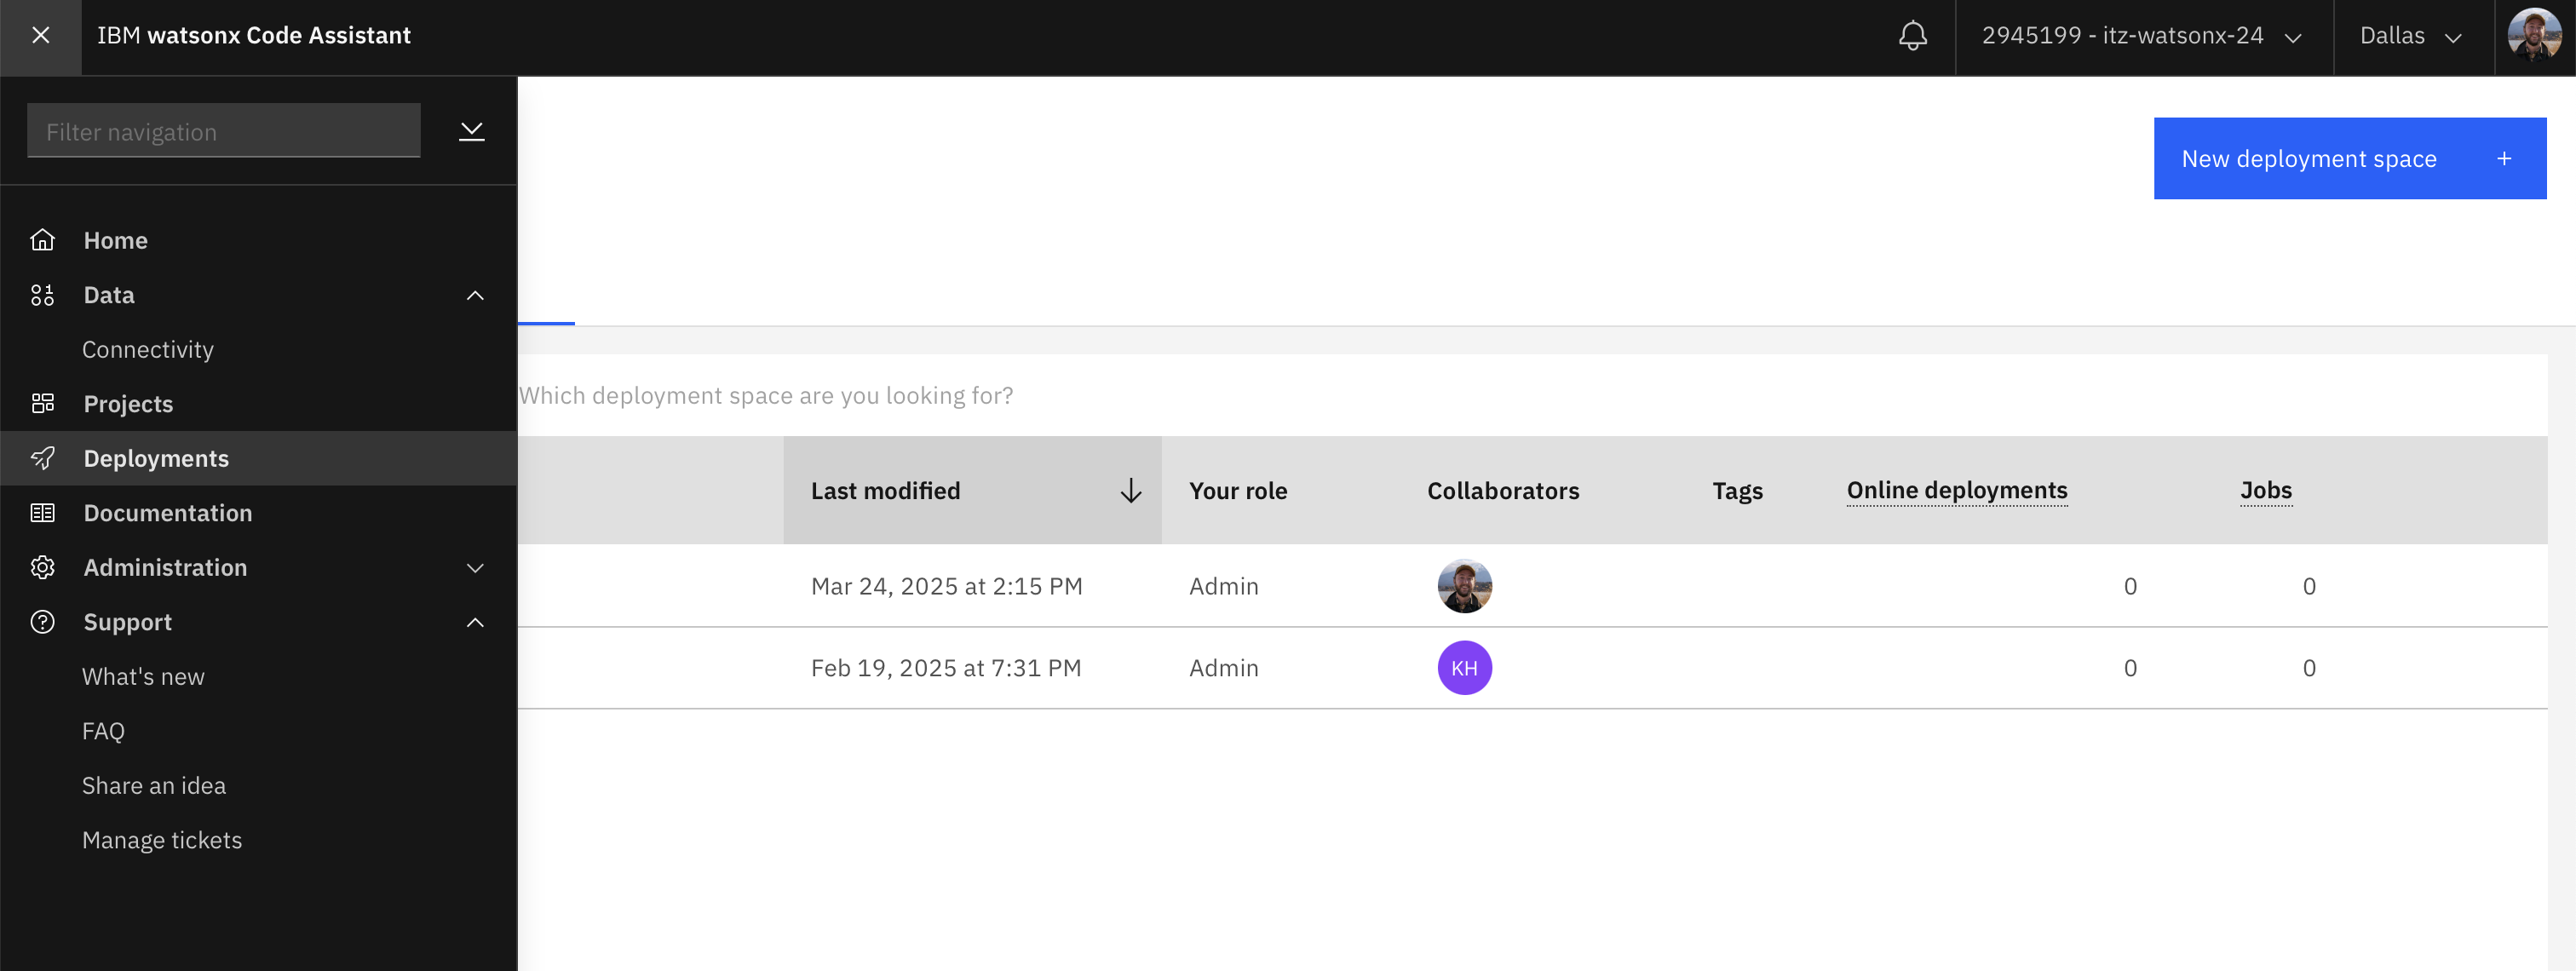 IBM watsonx Code Assistant
2945199 - itz-watsonx-24
Dallas
Filter navigation
Home
Data
Connectivity
Projects
Deployments
Documentation
Administration
Support
What's new
FAQ
Share an idea
Manage tickets
New deployment space +
Which deployment space are you looking for?
Last modified Your role Collaborators Tags Online deployments Jobs
Mar 24, 2025 at 2:15 PM Admin 0 0
Feb 19, 2025 at 7:31 PM Admin KH 0 0